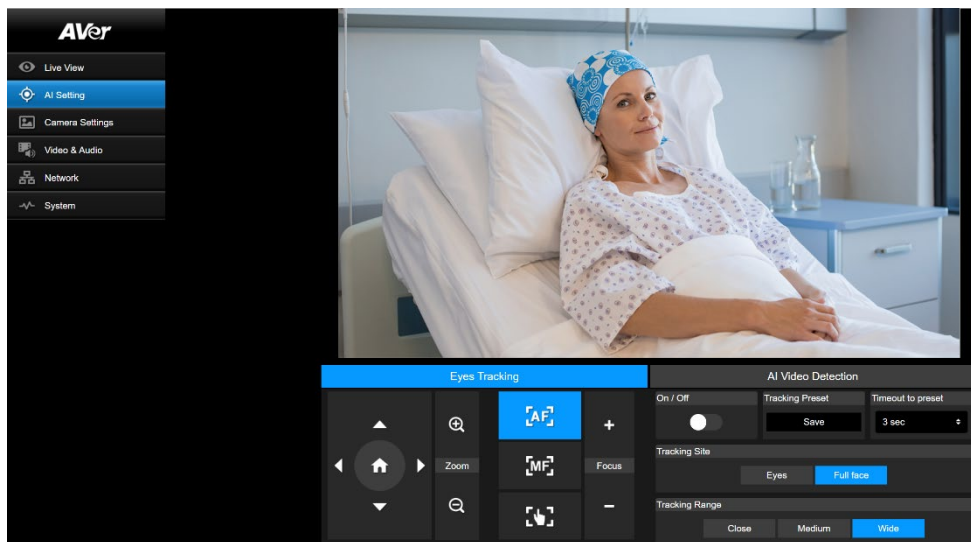 AVer
Live View
AI Setting
Camera Settings
Video & Audio
Network
System
Eyes Tracking
AI Video Detection
Zoom
AF
MF
Focus
On / Off
Tracking Preset
Timeout to preset
Save
3 sec
Tracking Site
Eyes
Full face
Tracking Range
Close
Medium
Wide